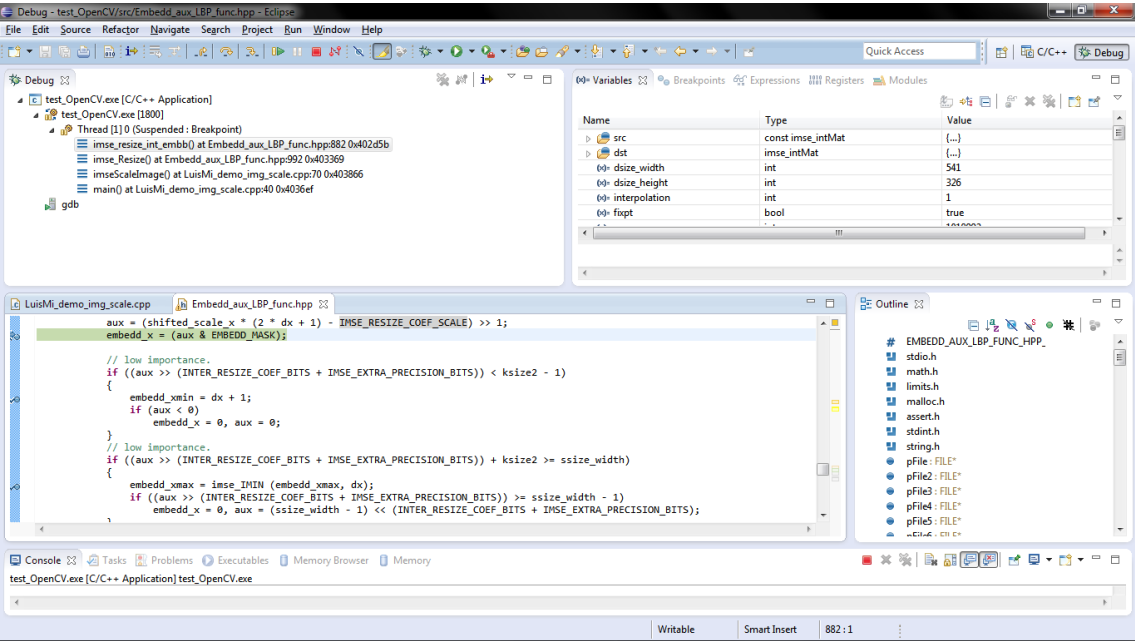 Debug - test_OpenCV/src/Embedd_aux_LBP_func.hpp - Eclipse
File Edit Source Refactor Navigate Search Project Run Window Help
Quick Access
C/C++
Debug
Debug
test_OpenCV.exe [C/C++ Application]
test_OpenCV.exe [1800]
Thread [1] 0 (Suspended : Breakpoint)
imse_resize_int_embb() at Embedd_aux_LBP_func.hpp:882 0x402d5b
imse_Resize() at Embedd_aux_LBP_func.hpp:992 0x403369
imseScaleImage() at LuisMi_demo_img_scale.cpp:70 0x403866
main() at LuisMi_demo_img_scale.cpp:40 0x4036ef
gdb
(x)= Variables Breakpoints Expressions Registers Modules
Name Type Value
src const imse_intMat {...}
dst imse_intMat {...}
(x)= dsize_width int 541
(x)= dsize_height int 326
(x)= interpolation int 1
(x)= fixpt bool true
LuisMi_demo_img_scale.cpp Embedd_aux_LBP_func.hpp
aux = (shifted_scale_x * (2 * dx + 1) - IMSE_RESIZE_COEF_SCALE) >> 1;
embedd_x = (aux & EMBEDD_MASK);
// low importance.
if ((aux >> (INTER_RESIZE_COEF_BITS + IMSE_EXTRA_PRECISION_BITS)) < ksize2 - 1)
{
embedd_xmin = dx + 1;
if (aux < 0)
embedd_x = 0, aux = 0;
}
// low importance.
if ((aux >> (INTER_RESIZE_COEF_BITS + IMSE_EXTRA_PRECISION_BITS)) + ksize2 >= ssize_width)
{
embedd_xmax = imse_IMIN (embedd_xmax, dx);
if ((aux >> (INTER_RESIZE_COEF_BITS + IMSE_EXTRA_PRECISION_BITS)) >= ssize_width - 1)
embedd_x = 0, aux = (ssize_width - 1) << (INTER_RESIZE_COEF_BITS + IMSE_EXTRA_PRECISION_BITS);
Outline
# EMBEDD_AUX_LBP_FUNC_HPP_
stdio.h
math.h
limits.h
malloc.h
assert.h
stdint.h
string.h
pFile : FILE*
pFile2 : FILE*
pFile3 : FILE*
pFile4 : FILE*
pFile5 : FILE*
Console Tasks Problems Executables Memory Browser Memory
test_OpenCV.exe [C/C++ Application] test_OpenCV.exe
Writable Smart Insert 882 : 1